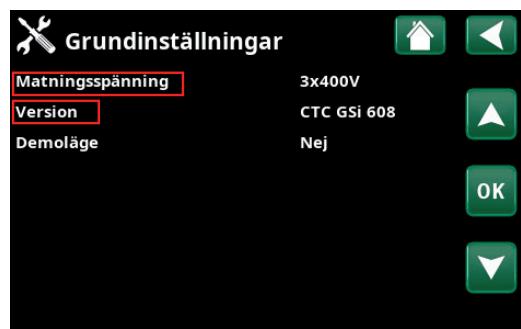 Grundinställningar
Matningsspänning 3x400V
Version CTC GSi 608
Demoläge Nej
OK